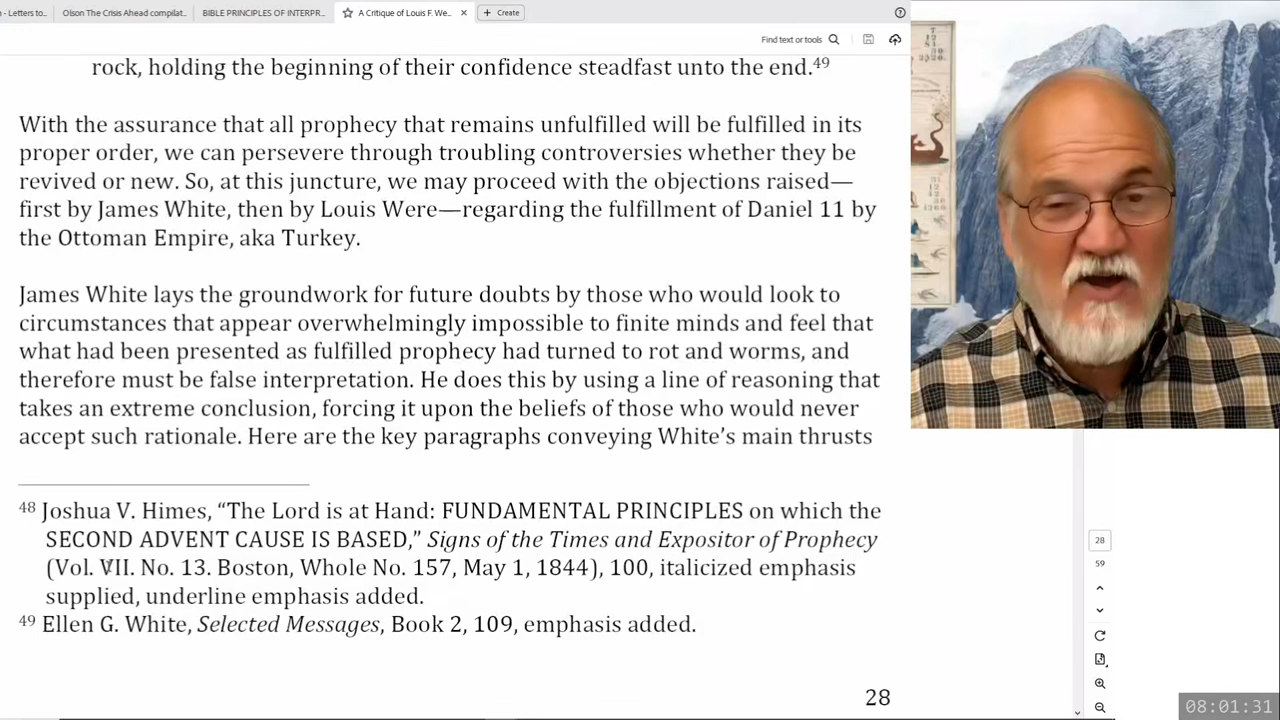 n - Letters to...
Olson The Crisis Ahead compilat...
BIBLE PRINCIPLES OF INTERPR...
A Critique of Louis F. We...
Create
Find text or tools
rock, holding the beginning of their confidence steadfast unto the end.49
With the assurance that all prophecy that remains unfulfilled will be fulfilled in its
proper order, we can persevere through troubling controversies whether they be
revived or new. So, at this juncture, we may proceed with the objections raised—
first by James White, then by Louis Were—regarding the fulfillment of Daniel 11 by
the Ottoman Empire, aka Turkey.
James White lays the groundwork for future doubts by those who would look to
circumstances that appear overwhelmingly impossible to finite minds and feel that
what had been presented as fulfilled prophecy had turned to rot and worms, and
therefore must be false interpretation. He does this by using a line of reasoning that
takes an extreme conclusion, forcing it upon the beliefs of those who would never
accept such rationale. Here are the key paragraphs conveying White's main thrusts
48 Joshua V. Himes, “The Lord is at Hand: FUNDAMENTAL PRINCIPLES on which the
SECOND ADVENT CAUSE IS BASED,” Signs of the Times and Expositor of Prophecy
(Vol. VII. No. 13. Boston, Whole No. 157, May 1, 1844), 100, italicized emphasis
supplied, underline emphasis added.
49 Ellen G. White, Selected Messages, Book 2, 109, emphasis added.
28
28
59
08:01:31